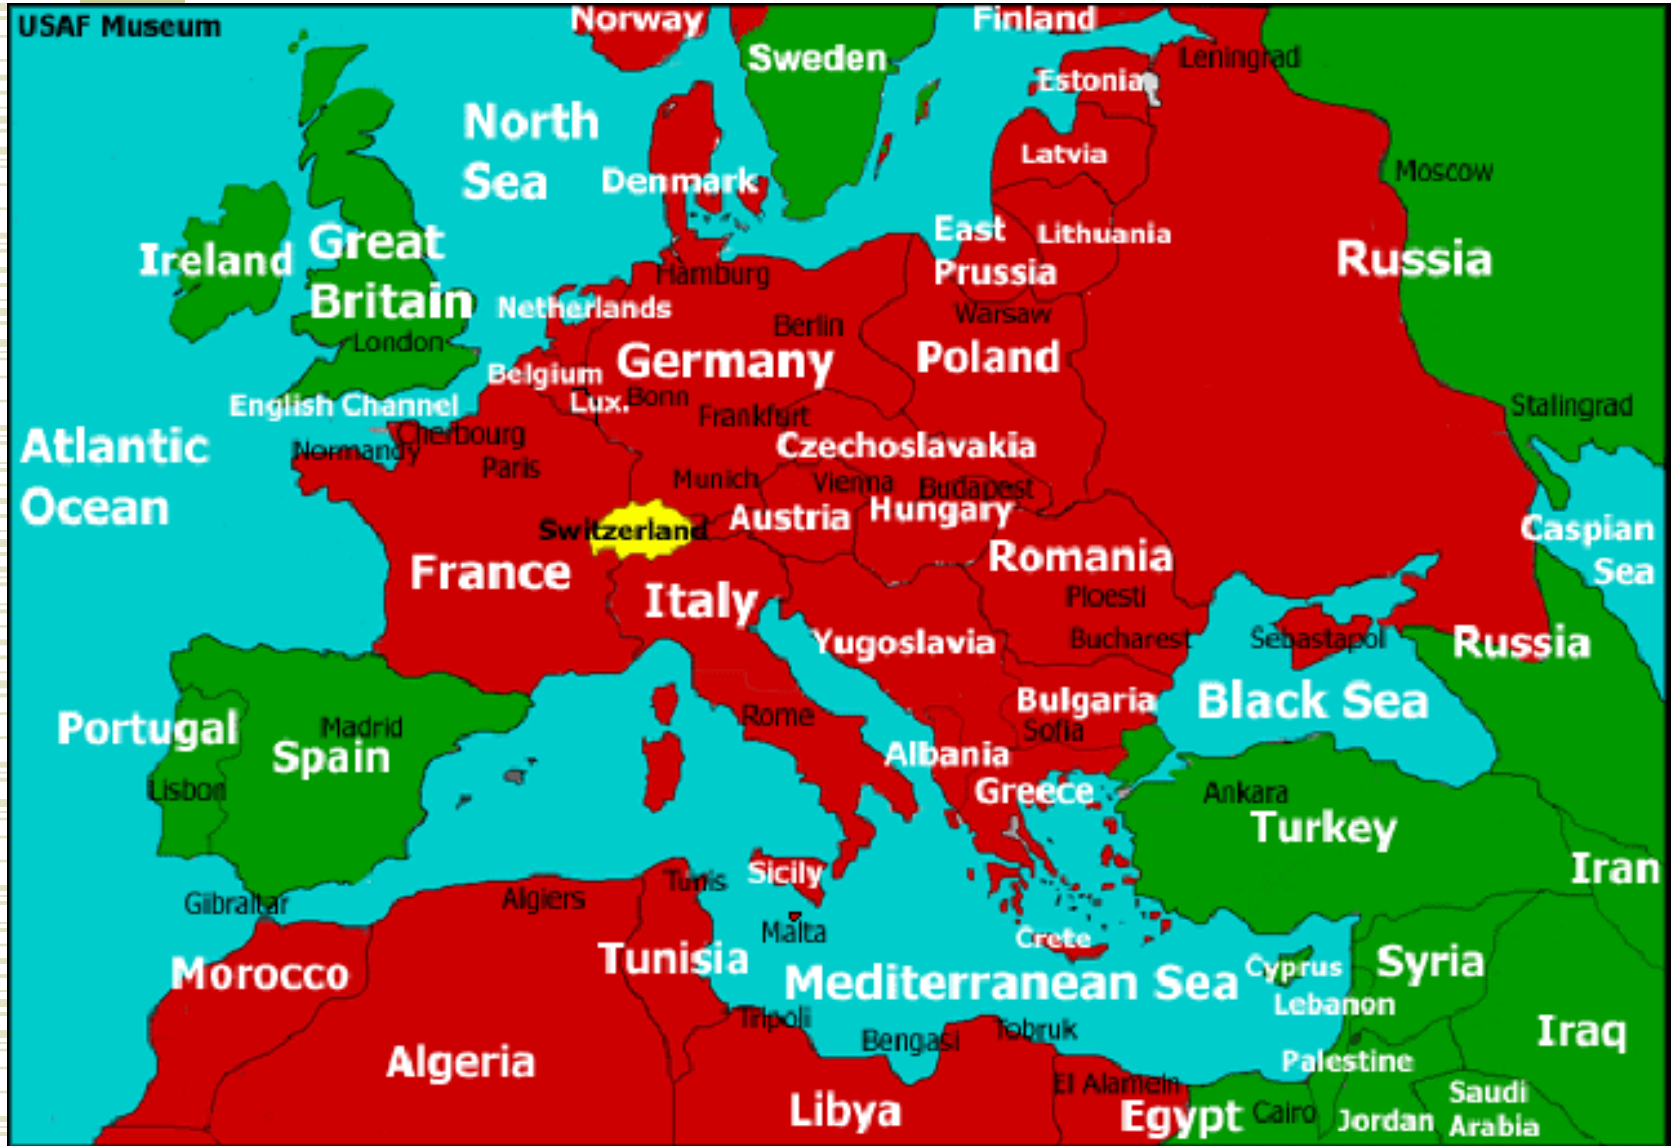 USAF Museum
Norway
Finland
Sweden
Leningrad
Estonia
North
Sea
Latvia
Moscow
Denmark
East
Prussia
Lithuania
Ireland
Great
Britain
Russia
Hamburg
Netherlands
Warsaw
Berlin
London
Germany
Poland
Belgium
Lux.
Bonn
English Channel
Frankfurt
Stalingrad
Cherbourg
Normandy
Paris
Czechoslavakia
Atlantic
Ocean
Munich
Vienna
Budapest
Switzerland
Austria
Hungary
Caspian
Sea
Romania
France
Italy
Ploesti
Yugoslavia
Bucharest
Sebastapol
Russia
Bulgaria
Black Sea
Portugal
Madrid
Spain
Rome
Sofia
Albania
Greece
Lisbon
Ankara
Turkey
Iran
Sicily
Tunis
Algiers
Gibraltar
Malta
Crete
Morocco
Tunisia
Mediterranean Sea
Cyprus
Syria
Lebanon
Tripoli
Bengasi
Tobruk
Iraq
Algeria
Palestine
El Alamein
Libya
Egypt
Cairo
Jordan
Saudi
Arabia